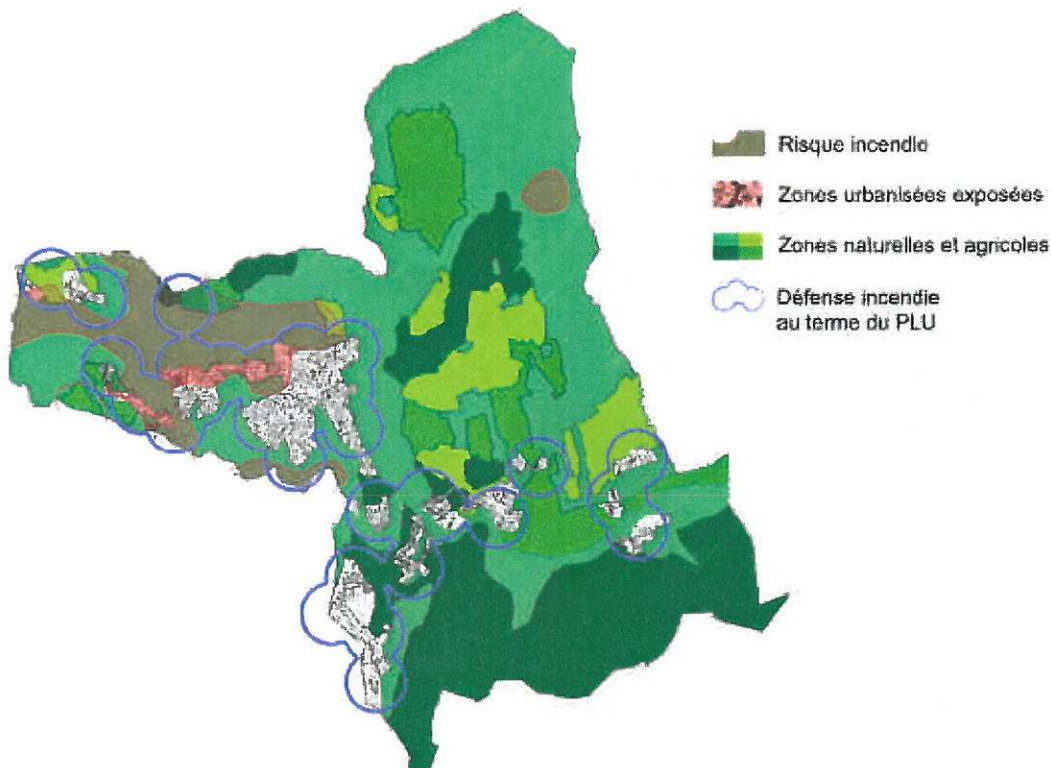 Risque incendie
Zones urbanisées exposées
Zones naturelles et agricoles
Défense incendie
au terme du PLU